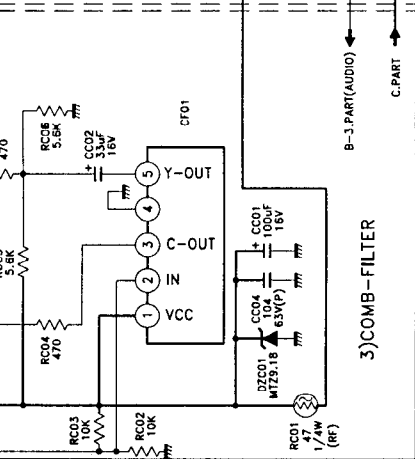 470
RC06
5.6K
+
CC02
33uF
16V
CF01
5 Y-OUT
4
3 C-OUT
2 IN
1 VCC
5.6K
RC04
470
RC03
10K
RC02
10K
+
CC01
100uF
16V
CC04
104
63V(P)
DZC01
MTZ9.1B
RC01
47
1/4W
(RF)
B-3.PART(AUDIO)
C.PART
3)COMB-FILTER